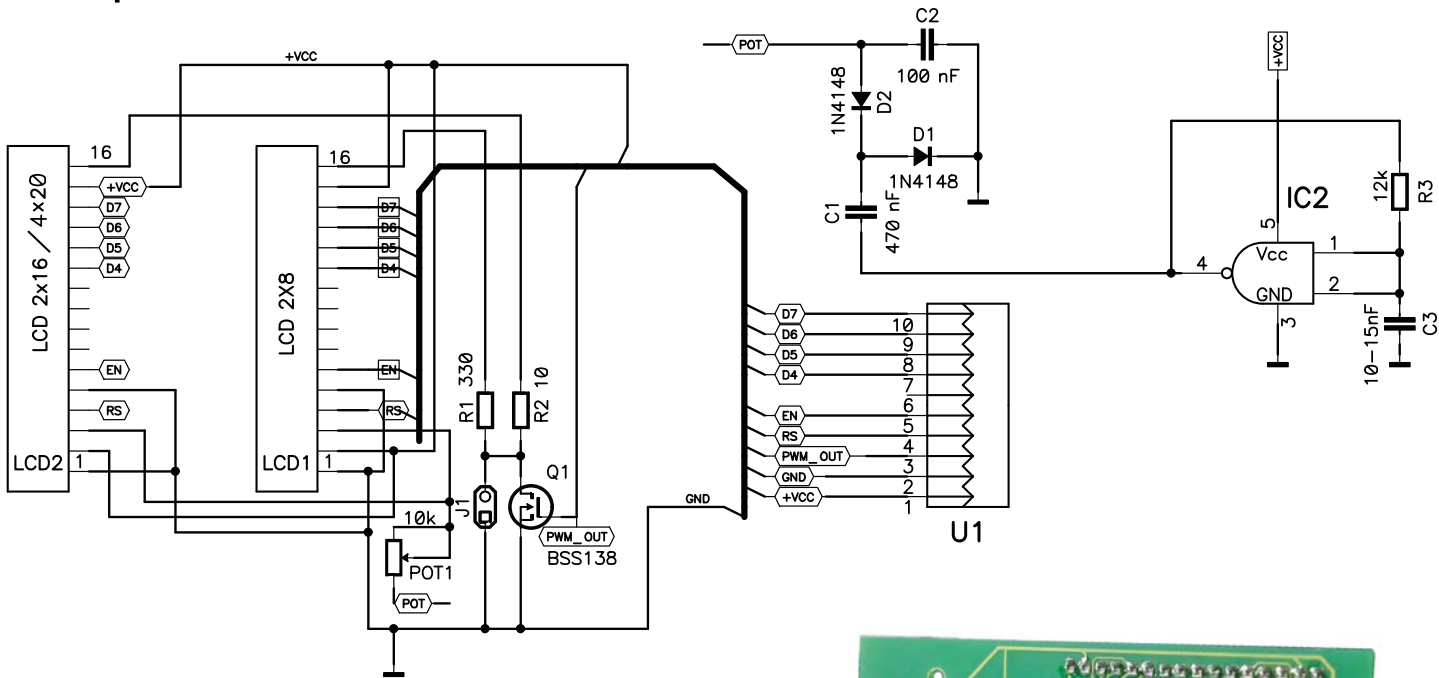 +VCC
16
+VCC
D7
D6
D5
D4
EN
RS
LCD 2x16 / 4x20
LCD2
1
16
D7
D6
D5
D4
EN
RS
LCD 2X8
LCD1
1
R1 330
R2 10
J1
Q1
PWM_OUT
BSS138
10k
POT1
POT
GND
POT
C2
100 nF
1N4148
D2
D1
1N4148
C1
470 nF
D7
D6
D5
D4
EN
RS
PWM_OUT
GND
+VCC
10
9
8
7
6
5
4
3
2
1
U1
+VCC
IC2
5
Vcc
GND
4
3
1
2
12k
R3
10-15nF
C3